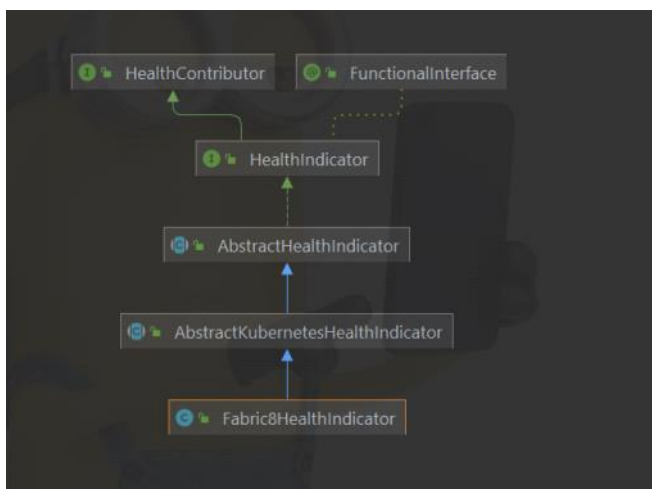 HealthContributor
FunctionalInterface
HealthIndicator
AbstractHealthIndicator
AbstractKubernetesHealthIndicator
Fabric8HealthIndicator